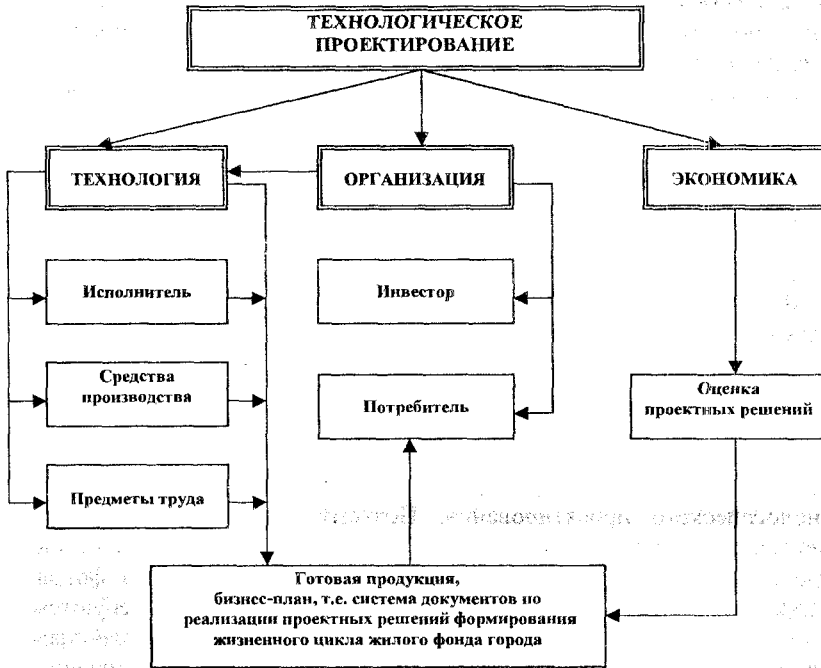 ТЕХНОЛОГИЧЕСКОЕ
ПРОЕКТИРОВАНИЕ
ТЕХНОЛОГИЯ
ОРГАНИЗАЦИЯ
ЭКОНОМИКА
Исполнитель
Инвестор
Средства
производства
Потребитель
Оценка
проектных решений
Предметы труда
Готовая продукция,
бизнесс-план, т.е. система документов по
реализации проектных решений формирования
жизненного цикла жилого фонда города